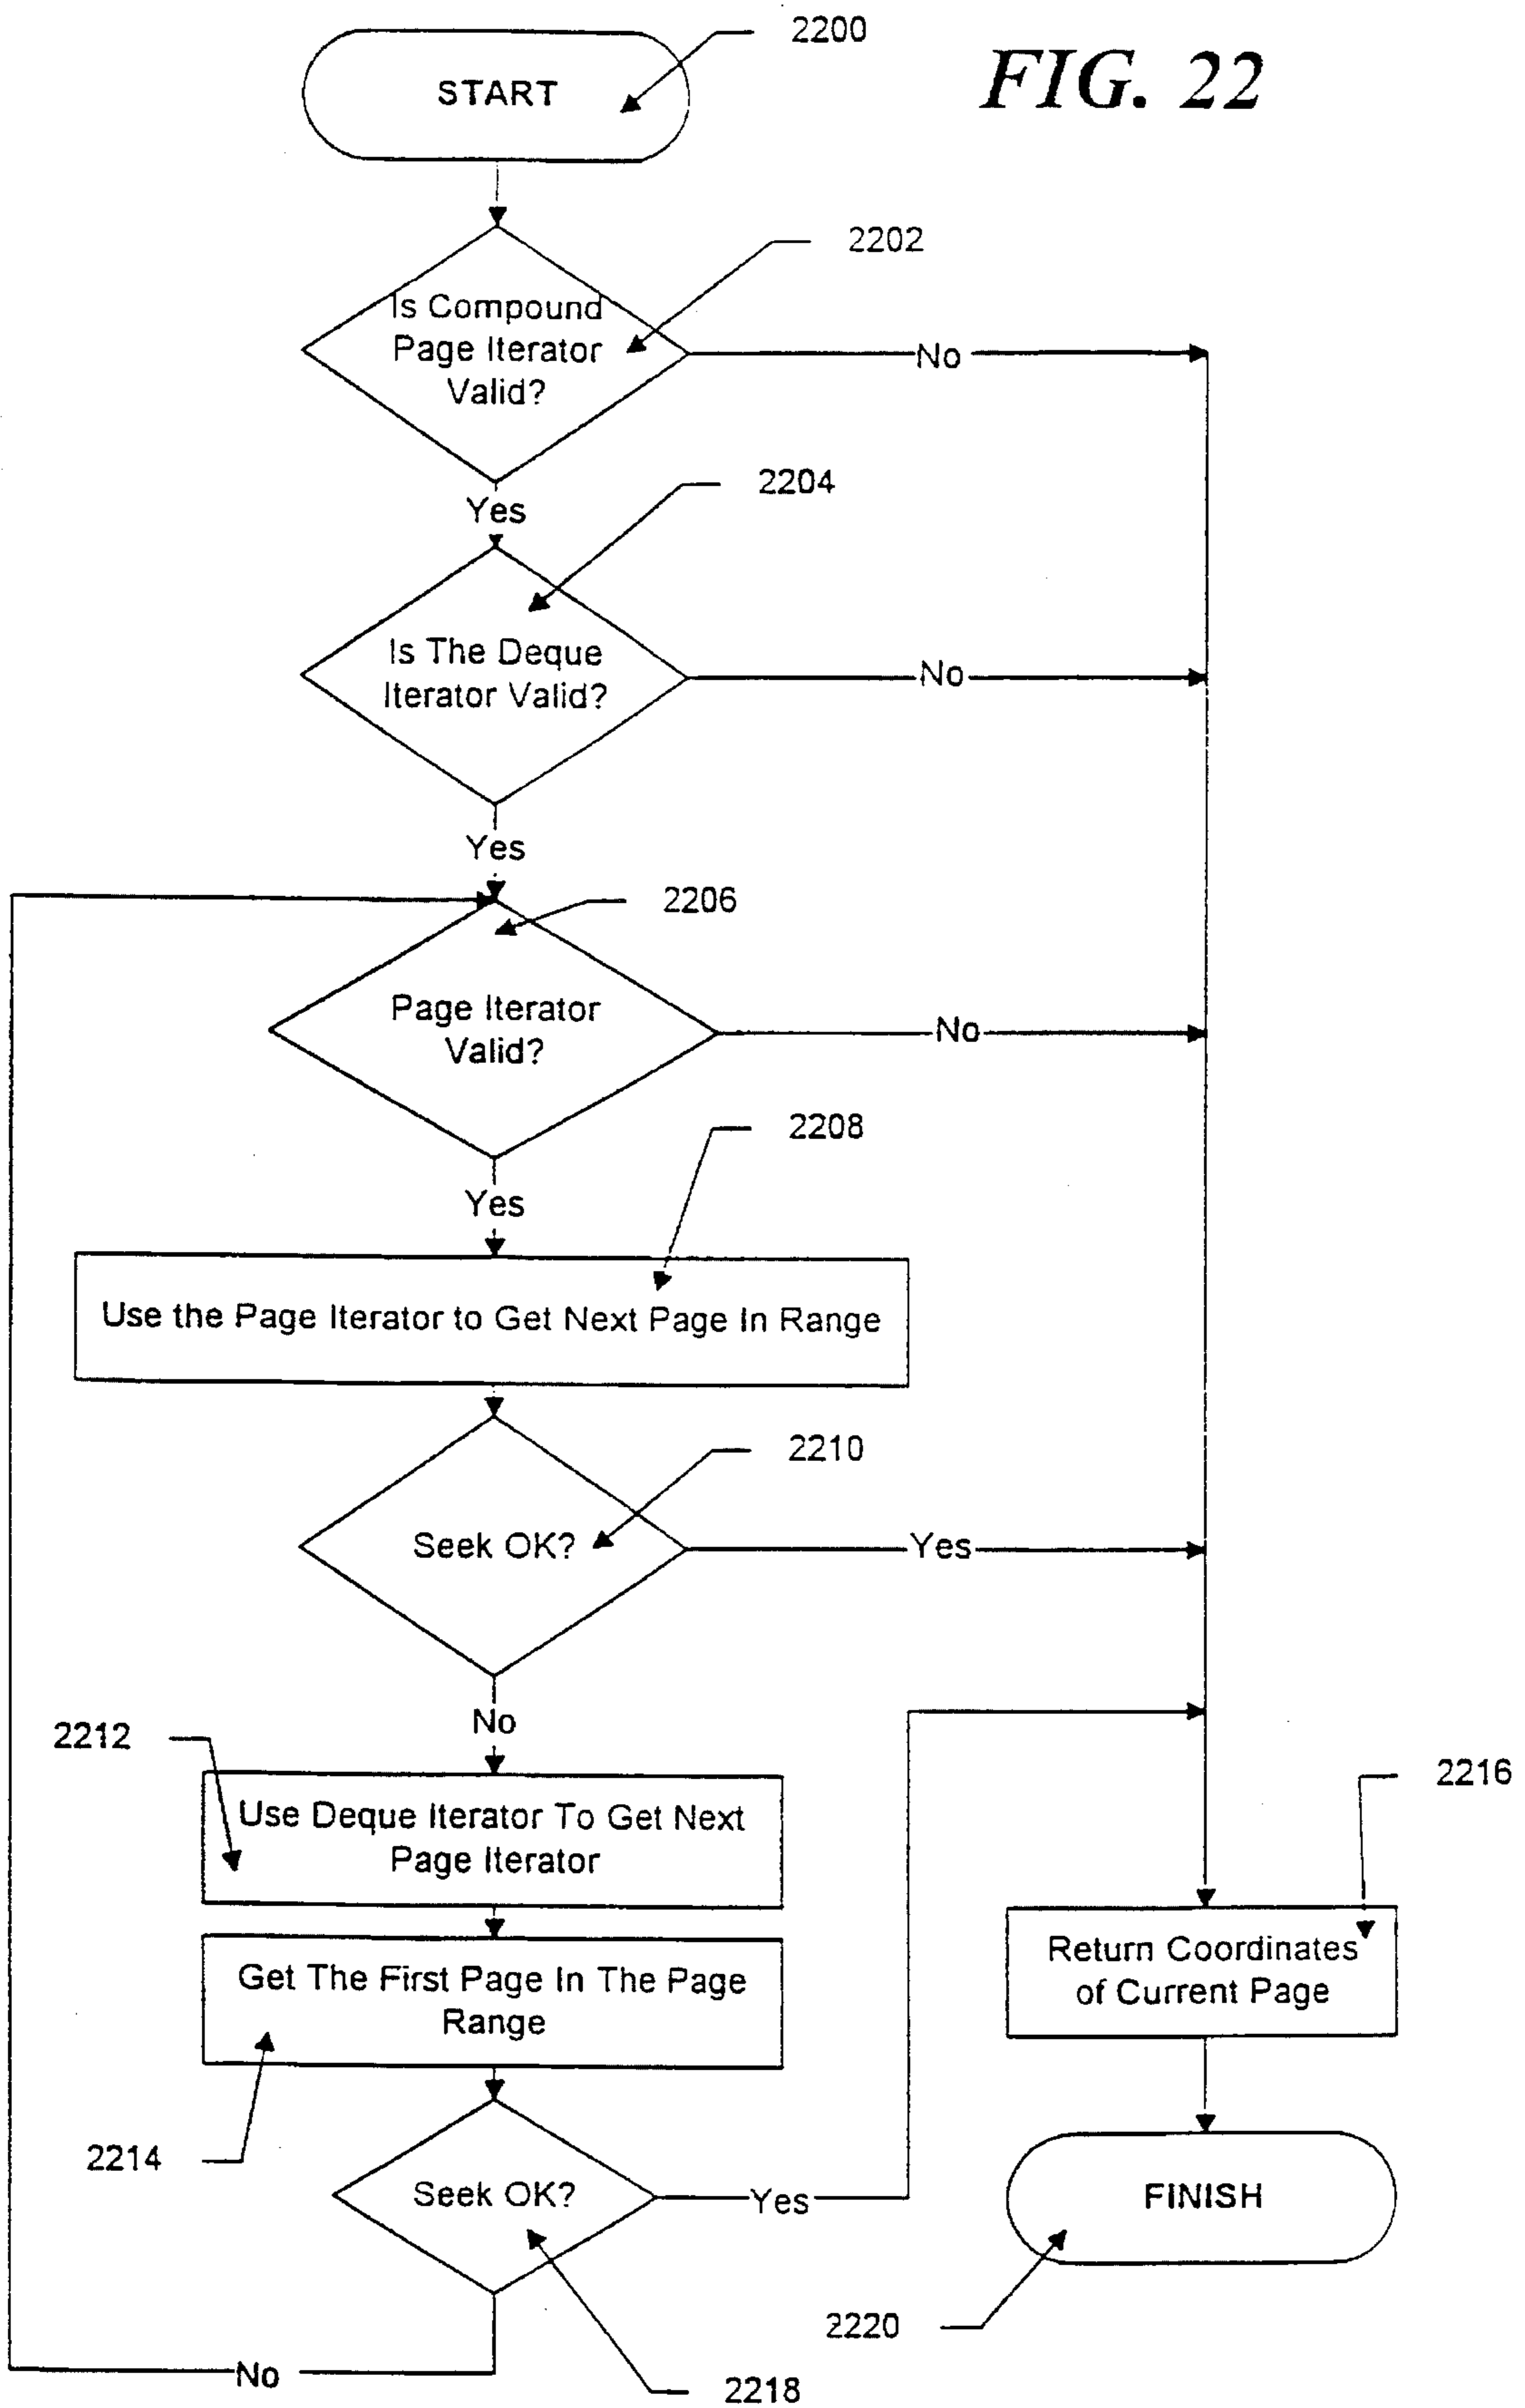 2200
FIG. 22
START
2202
Is Compound
Page Iterator
Valid?
No
Yes
2204
Is The Deque
Iterator Valid?
No
Yes
2206
Page Iterator
Valid?
No
2208
Yes
Use the Page Iterator to Get Next Page In Range
2210
Seek OK?
Yes
No
2212
2216
Use Deque Iterator To Get Next
Page Iterator
Return Coordinates
of Current Page
Get The First Page In The Page
Range
2214
Seek OK?
Yes
FINISH
2220
No
2218